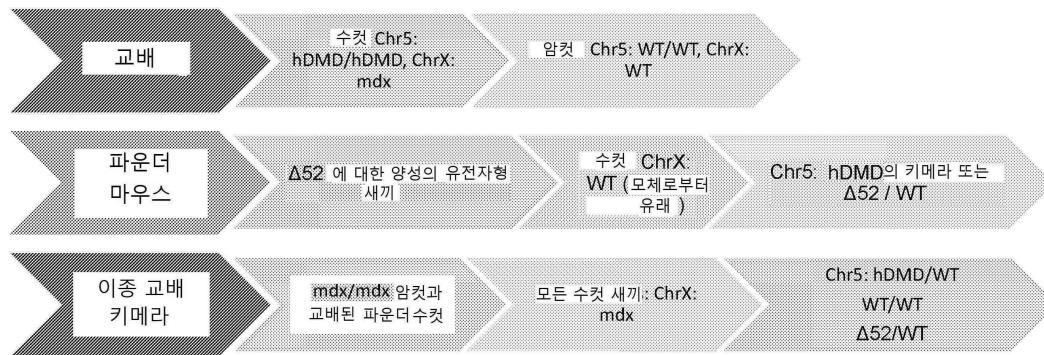 교배
수컷 Chr5:
hDMD/hDMD, ChrX:
mdx
암컷 Chr5: WT/WT, ChrX:
WT
파운더
마우스
Δ52 에 대한 양성의 유전자형
새끼
수컷 ChrX:
WT (모체로부터
유래 )
Chr5: hDMD의 키메라 또는
Δ52 / WT
이종 교배
키메라
mdx/mdx 암컷과
교배된 파운더수컷
모든 수컷 새끼: ChrX:
mdx
Chr5: hDMD/WT
WT/WT
Δ52/WT